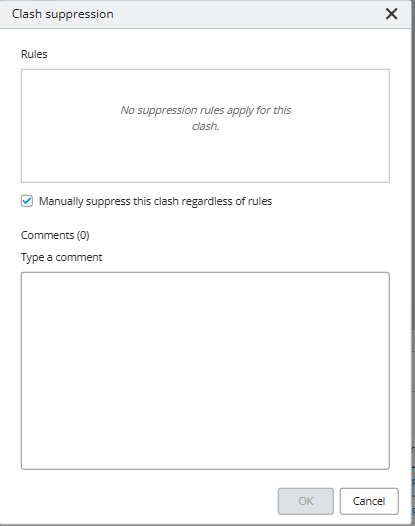 Clash suppression
Rules
No suppression rules apply for this
clash.
Manually suppress this clash regardless of rules
Comments (0)
Type a comment
OK
Cancel